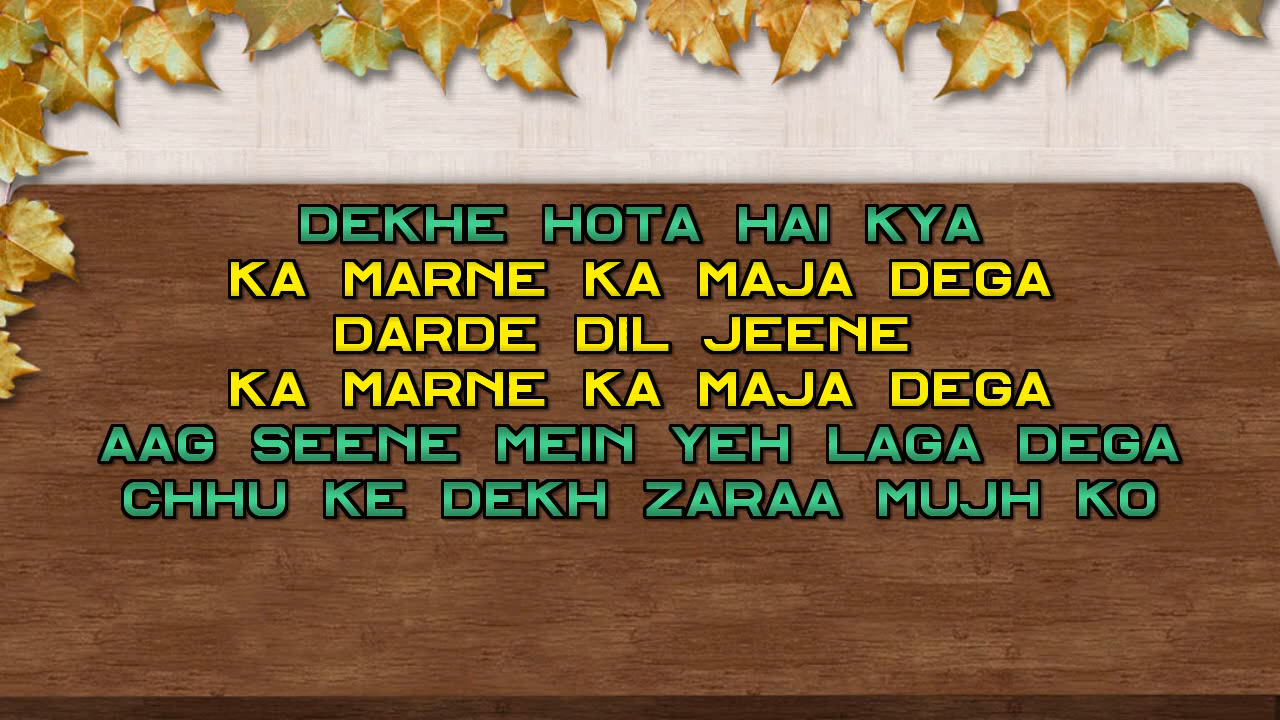 DEKHE HOTA HAI KYA
KA MARNE KA MAJA DEGA
DARDE DIL JEENE
KA MARNE KA MAJA DEGA
AAG SEENE MEIN YEH LAGA DEGA
CHHU KE DEKH ZARAA MUJH KO